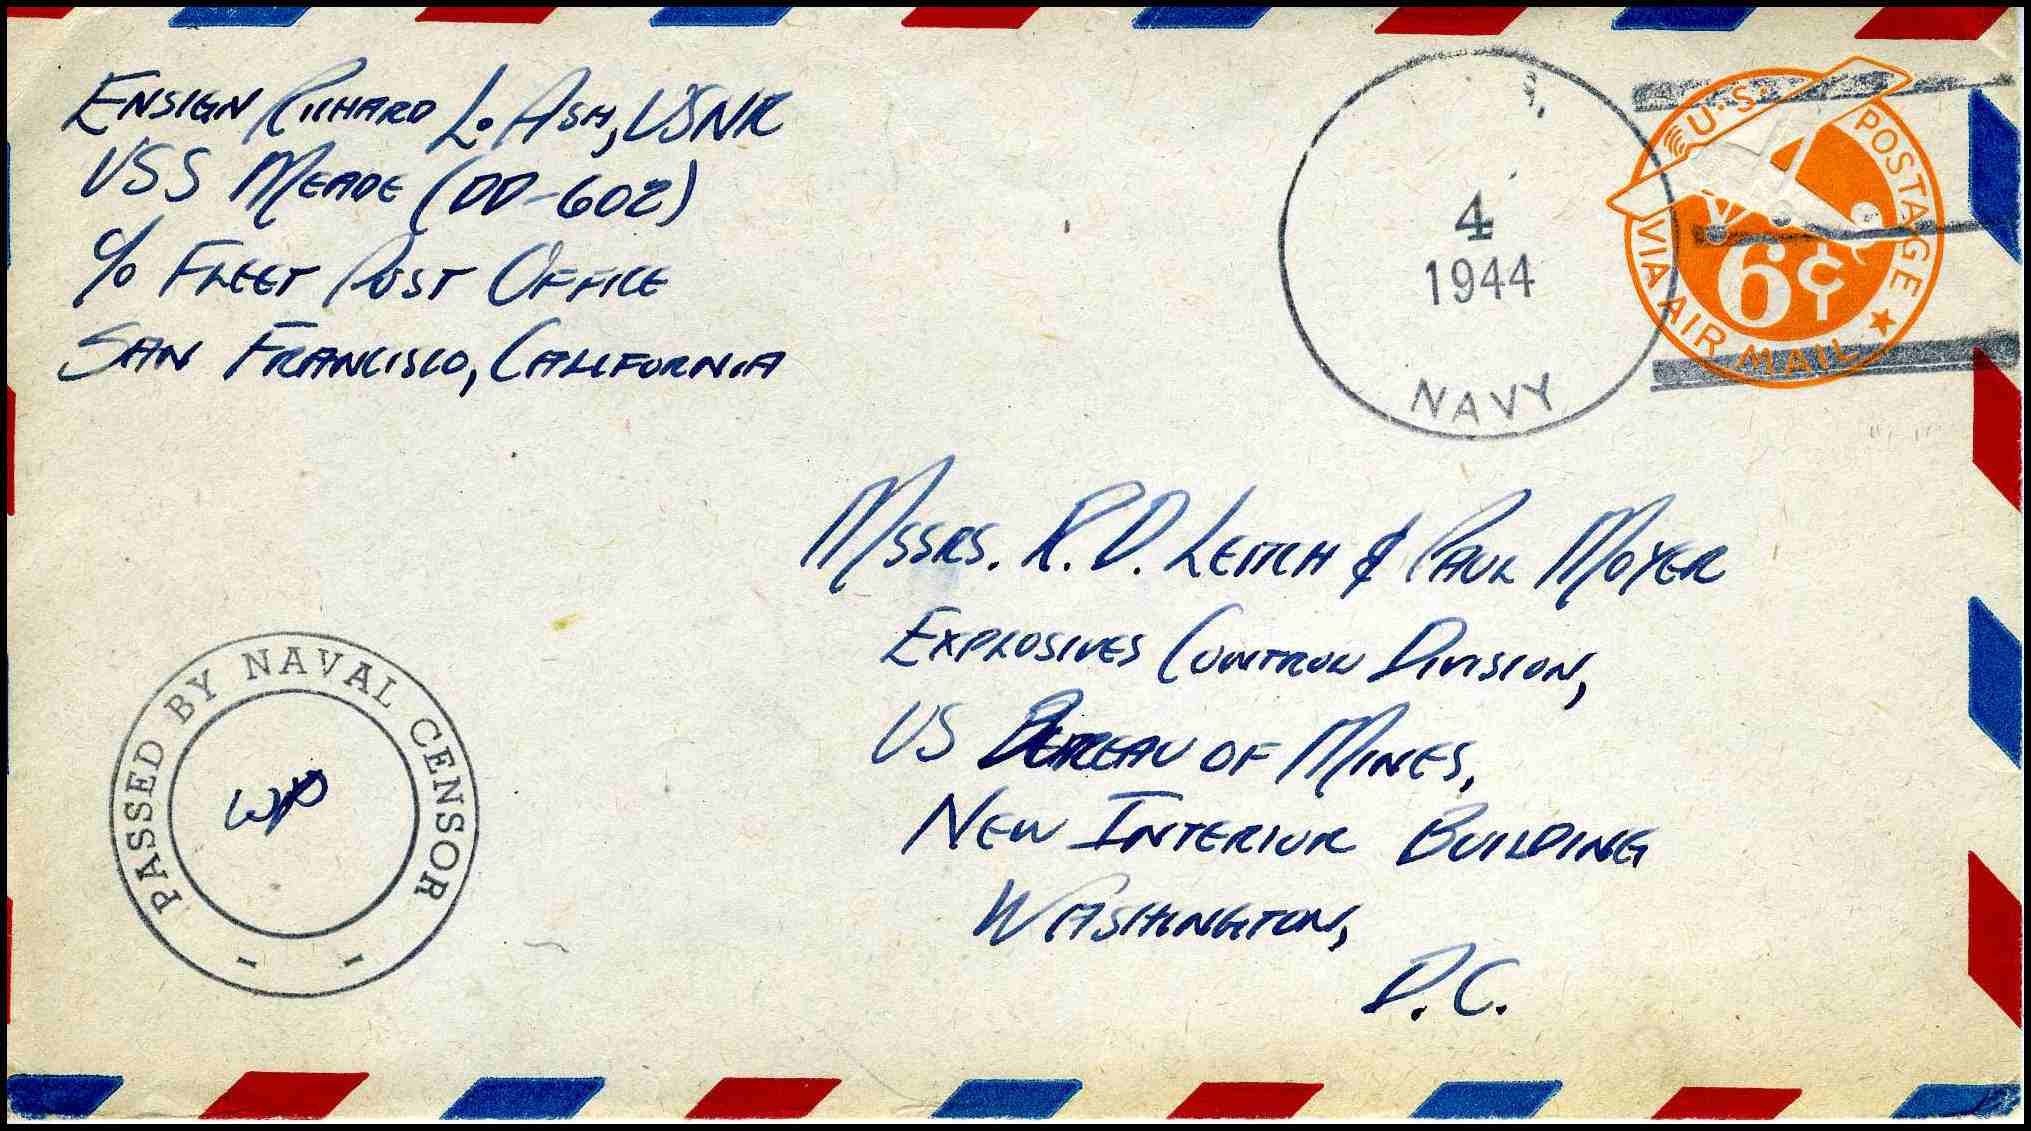 ENSIGN RICHARD L. ASH, USNR
USS MEADE (DD-602)
c/o FLEET POST OFFICE
SAN FRANCISCO, CALIFORNIA
4
1944
NAVY
U.S. POSTAGE
VIA AIR MAIL
6¢
MSSRS. R.D. LEITCH & PAUL MOYER
EXPLOSIVES CONTROL DIVISION,
US BUREAU OF MINES,
NEW INTERIOR BUILDING
WASHINGTON,
D.C.
PASSED BY NAVAL CENSOR